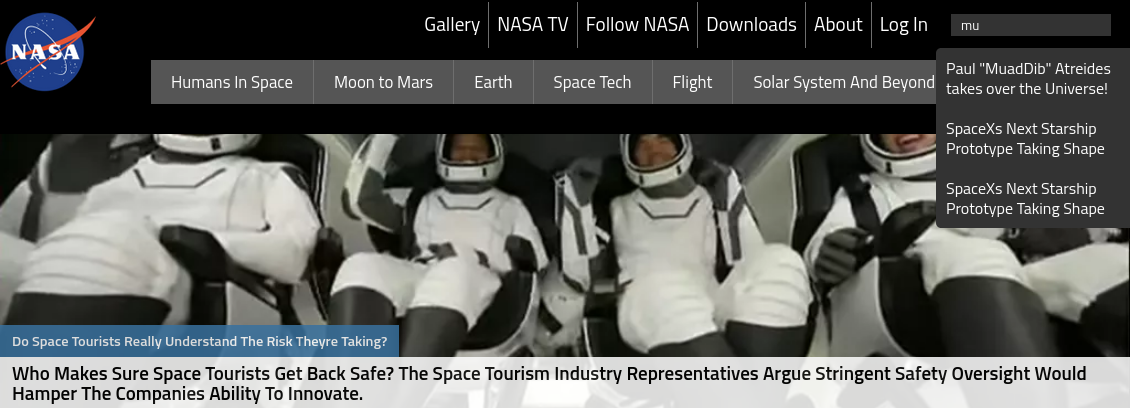 NASA
Gallery
NASA TV
Follow NASA
Downloads
About
Log In
mu
Humans In Space
Moon to Mars
Earth
Space Tech
Flight
Solar System And Beyond
Paul "MuadDib" Atreides
takes over the Universe!
SpaceXs Next Starship
Prototype Taking Shape
SpaceXs Next Starship
Prototype Taking Shape
Do Space Tourists Really Understand The Risk Theyre Taking?
Who Makes Sure Space Tourists Get Back Safe? The Space Tourism Industry Representatives Argue Stringent Safety Oversight Would
Hamper The Companies Ability To Innovate.